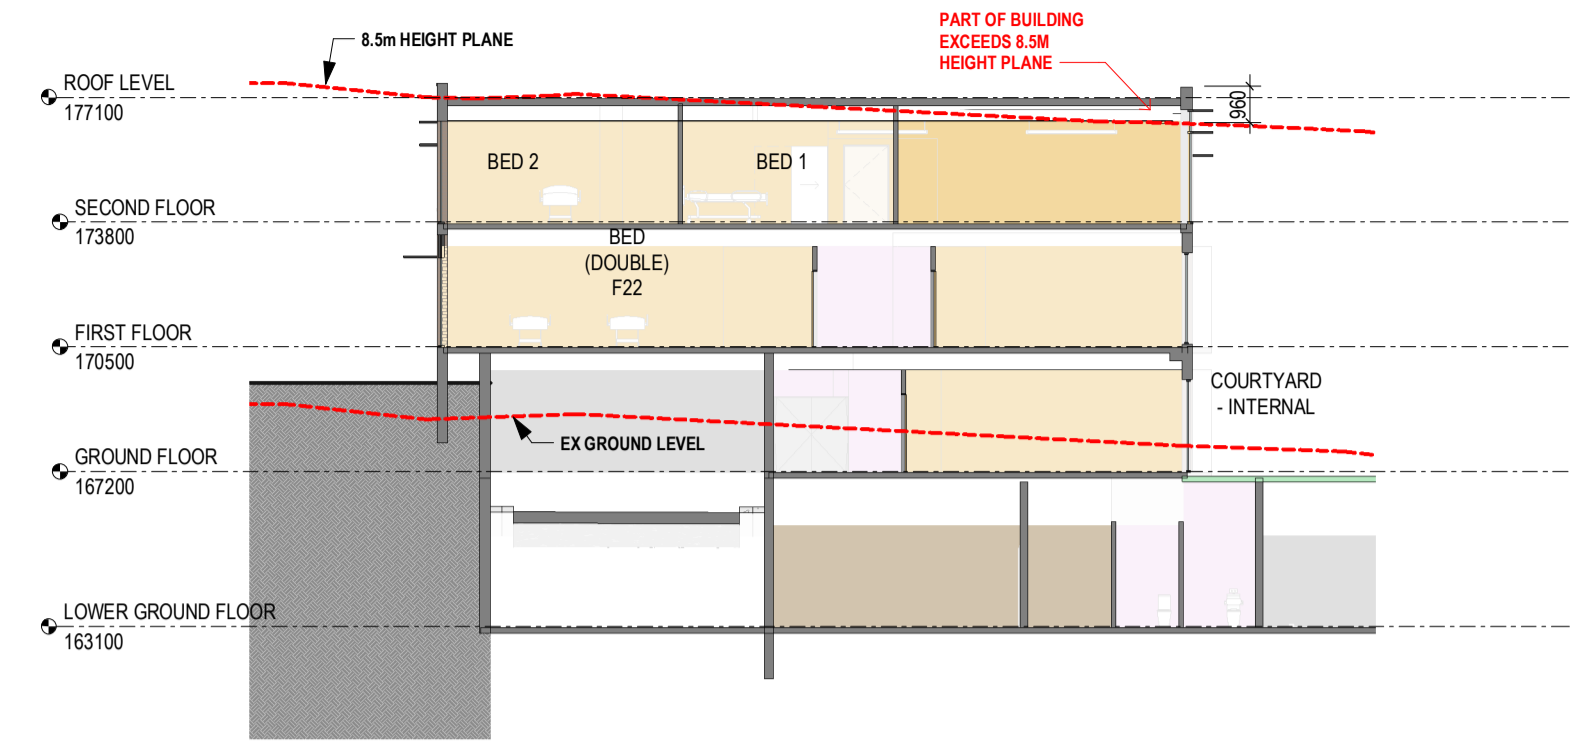 PART OF BUILDING
EXCEEDS 8.5M
HEIGHT PLANE
8.5m HEIGHT PLANE
ROOF LEVEL
177100
960
BED 2
BED 1
SECOND FLOOR
173800
BED
(DOUBLE)
F22
FIRST FLOOR
170500
COURTYARD
- INTERNAL
EX GROUND LEVEL
GROUND FLOOR
167200
LOWER GROUND FLOOR
163100